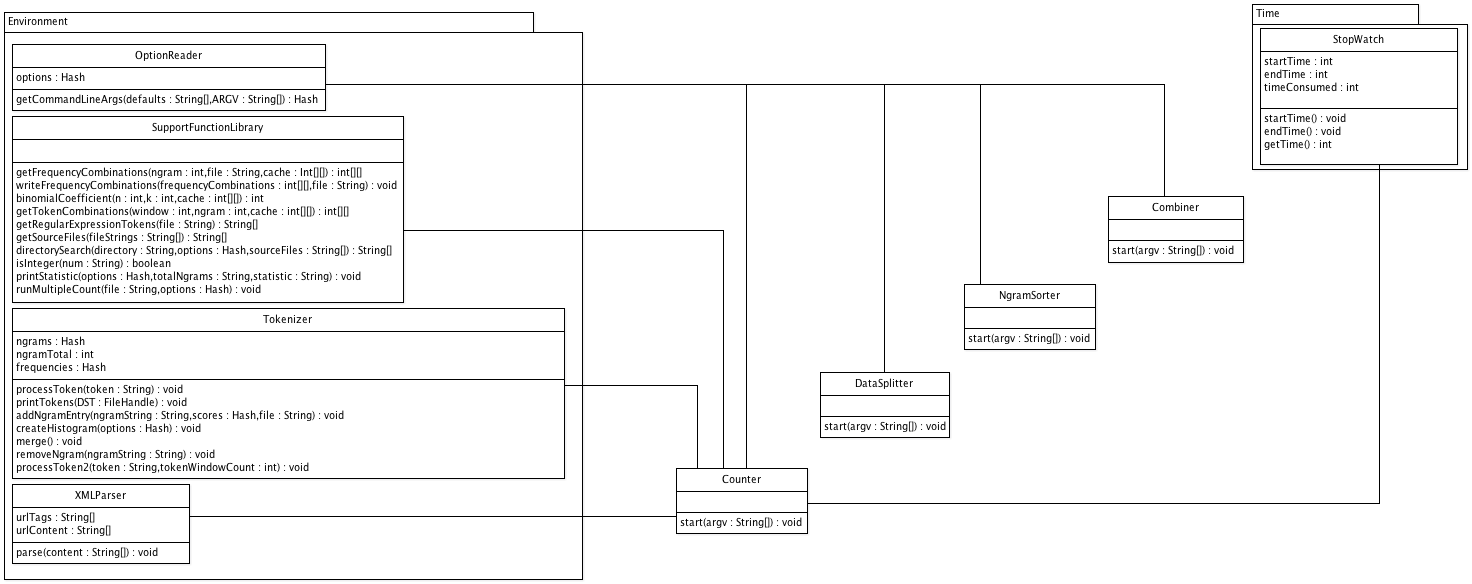 Environment
OptionReader
options : Hash
getCommandLineArgs(defaults : String[],ARGV : String[]) : Hash
SupportFunctionLibrary
getFrequencyCombinations(ngram : int,file : String,cache : Int[][]) : int[][]
writeFrequencyCombinations(frequencyCombinations : int[][],file : String) : void
binomialCoefficient(n : int,k : int,cache : int[][]) : int
getTokenCombinations(window : int,ngram : int,cache : int[][]) : int[][]
getRegularExpressionTokens(file : String) : String[]
getSourceFiles(fileStrings : String[]) : String[]
directorySearch(directory : String,options : Hash,sourceFiles : String[]) : String[]
isInteger(num : String) : boolean
printStatistic(options : Hash,totalNgrams : String,statistic : String) : void
runMultipleCount(file : String,options : Hash) : void
Tokenizer
ngrams : Hash
ngramTotal : int
frequencies : Hash
processToken(token : String) : void
printTokens(DST : FileHandle) : void
addNgramEntry(ngramString : String,scores : Hash,file : String) : void
createHistogram(options : Hash) : void
merge() : void
removeNgram(ngramString : String) : void
processToken2(token : String,tokenWindowCount : int) : void
XMLParser
urlTags : String[]
urlContent : String[]
parse(content : String[]) : void
Counter
start(argv : String[]) : void
DataSplitter
start(argv : String[]) : void
NgramSorter
start(argv : String[]) : void
Combiner
start(argv : String[]) : void
Time
StopWatch
startTime : int
endTime : int
timeConsumed : int
startTime() : void
endTime() : void
getTime() : int